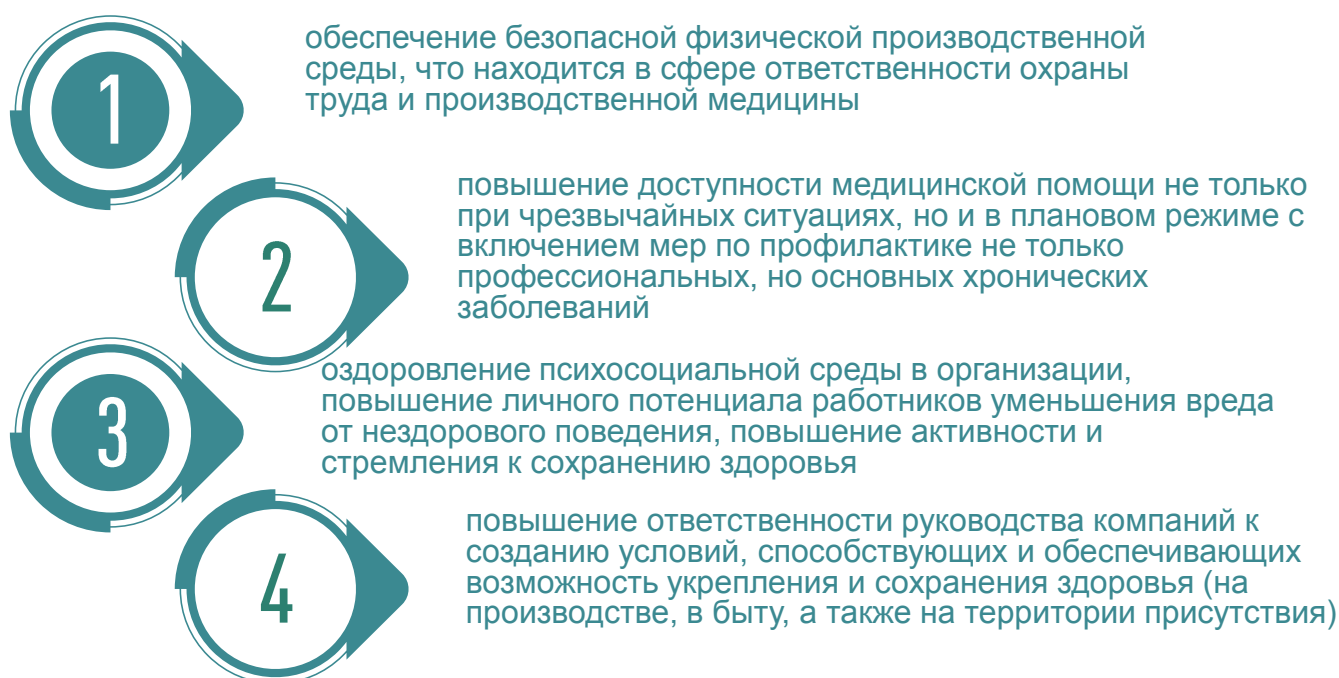 1
обеспечение безопасной физической производственной
среды, что находится в сфере ответственности охраны
труда и производственной медицины
2
повышение доступности медицинской помощи не только
при чрезвычайных ситуациях, но и в плановом режиме с
включением мер по профилактике не только
профессиональных, но основных хронических
заболеваний
3
оздоровление психосоциальной среды в организации,
повышение личного потенциала работников уменьшения вреда
от нездорового поведения, повышение активности и
стремления к сохранению здоровья
4
повышение ответственности руководства компаний к
созданию условий, способствующих и обеспечивающих
возможность укрепления и сохранения здоровья (на
производстве, в быту, а также на территории присутствия)